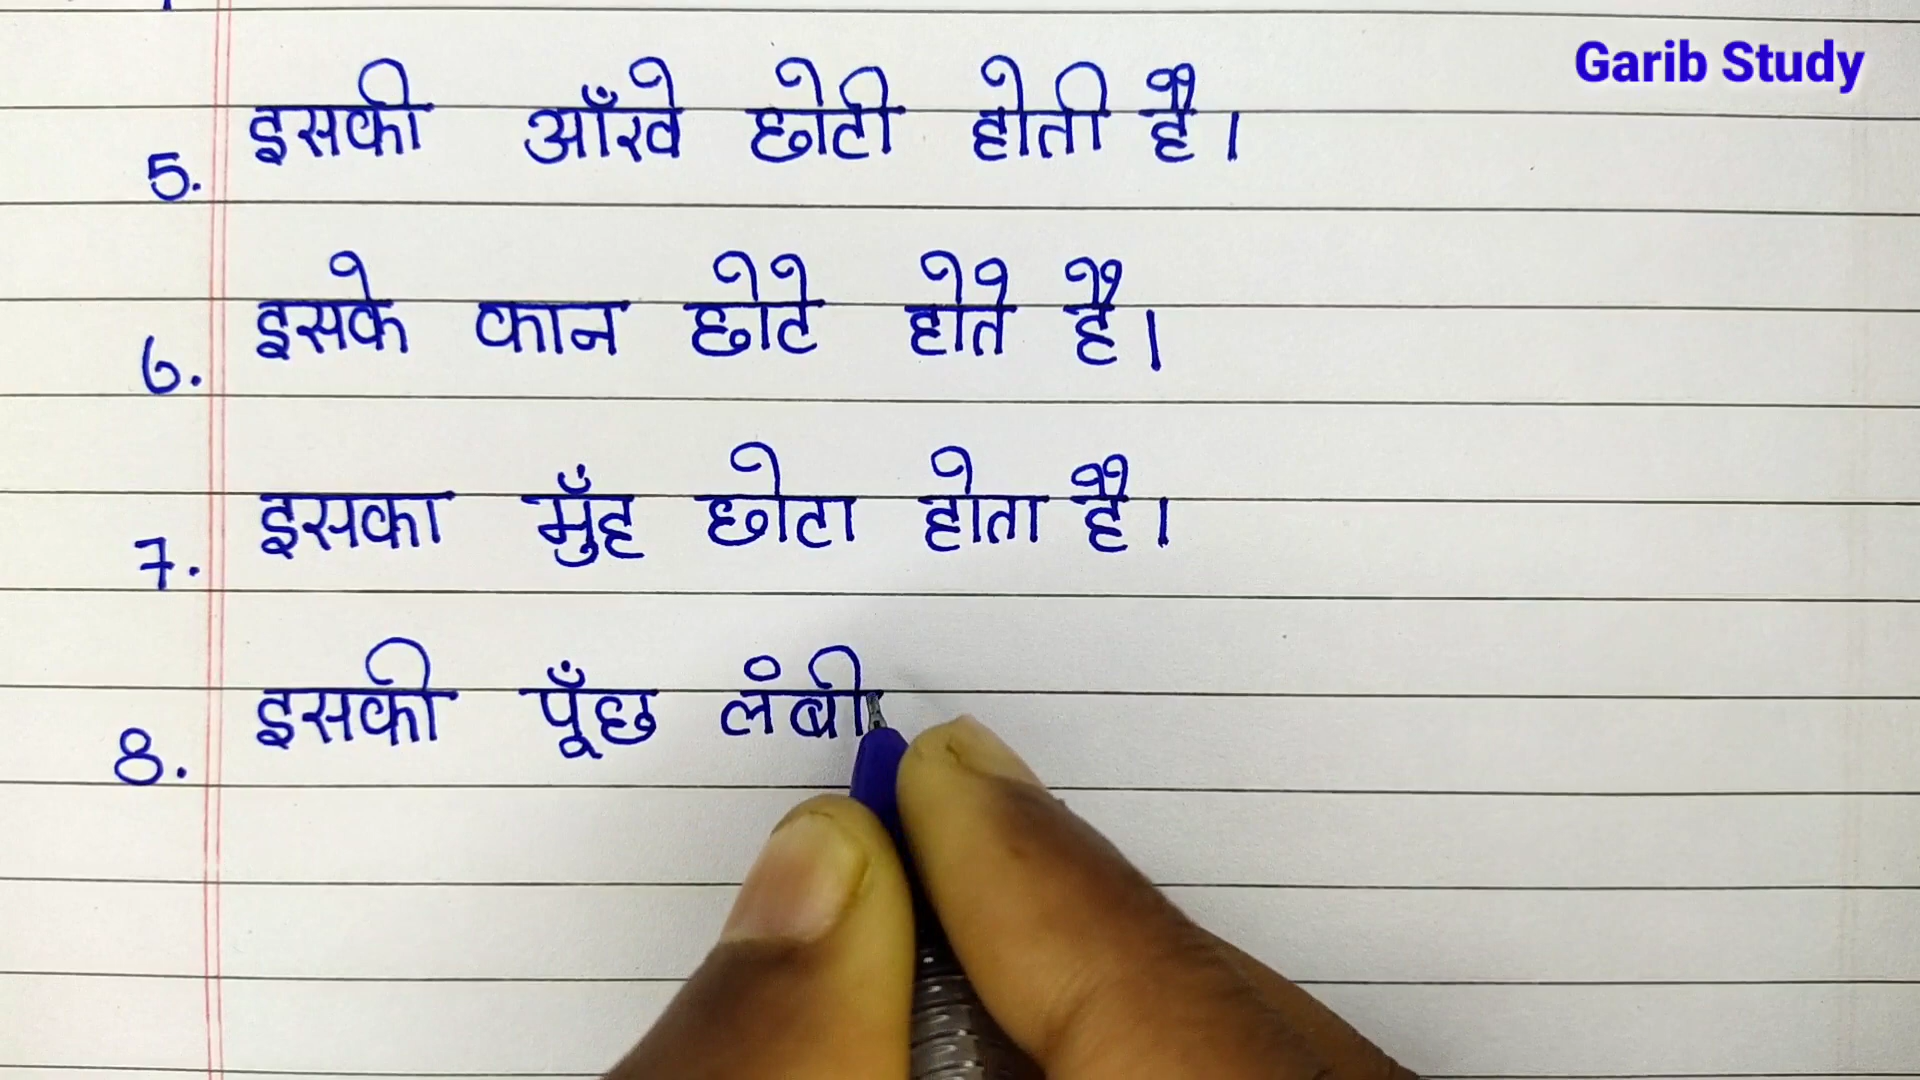 Garib Study
5. इसकी आँखे छोटी होती है।
6. इसके कान छोटे होते है।
7. इसका मुँह छोटा होता है।
8. इसकी पूँछ लंबी